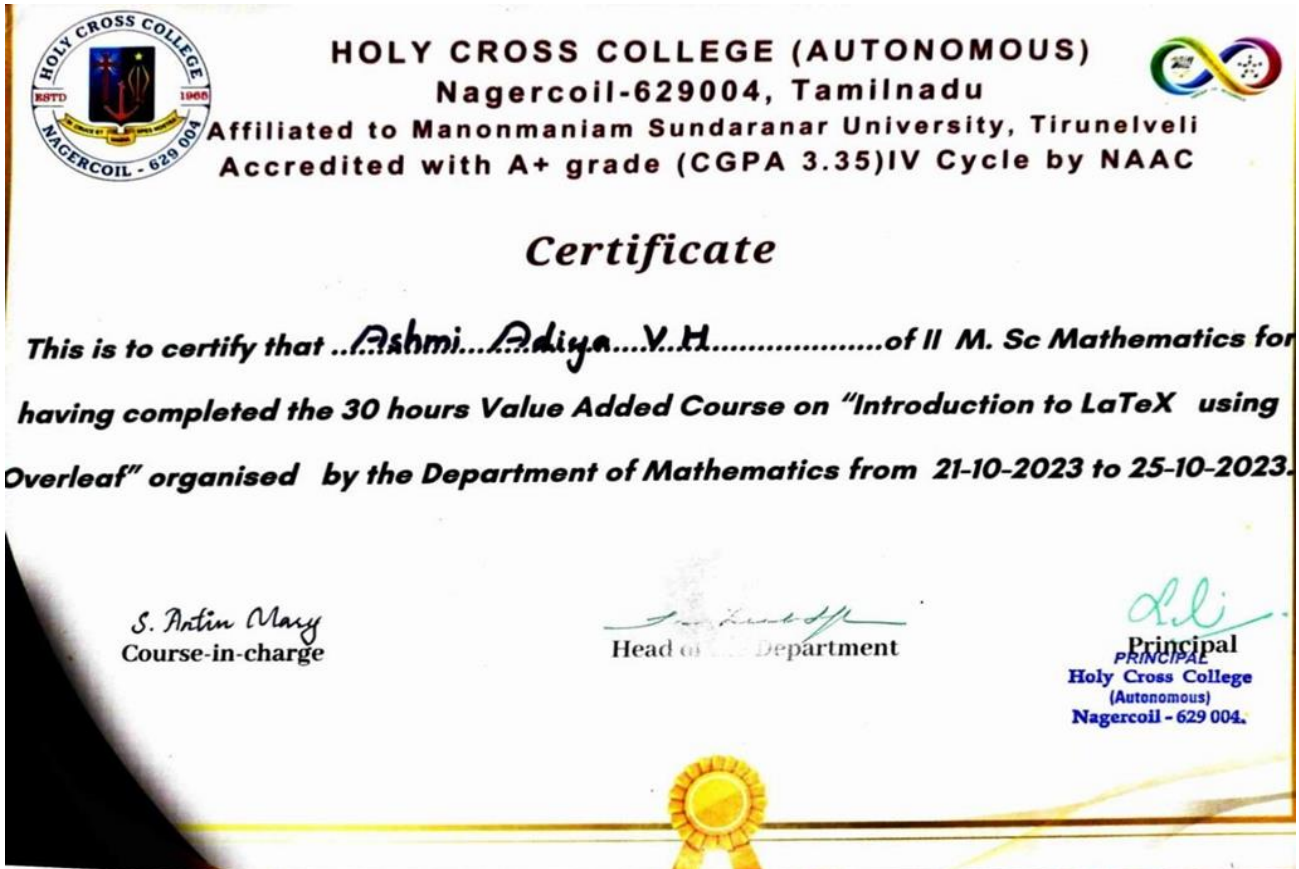 HOLY CROSS COLLEGE
ESTD 1965
NAGERCOIL - 629 004
HOLY CROSS COLLEGE (AUTONOMOUS)
Nagercoil-629004, Tamilnadu
Affiliated to Manonmaniam Sundaranar University, Tirunelveli
Accredited with A+ grade (CGPA 3.35)IV Cycle by NAAC
Certificate
This is to certify that ..Ashmi Adiya V.H...................of II M. Sc Mathematics for
having completed the 30 hours Value Added Course on “Introduction to LaTeX using
Overleaf” organised by the Department of Mathematics from 21-10-2023 to 25-10-2023.
S. Antin Mary
Course-in-charge
Head of Department
Principal
PRINCIPAL
Holy Cross College
(Autonomous)
Nagercoil - 629 004.